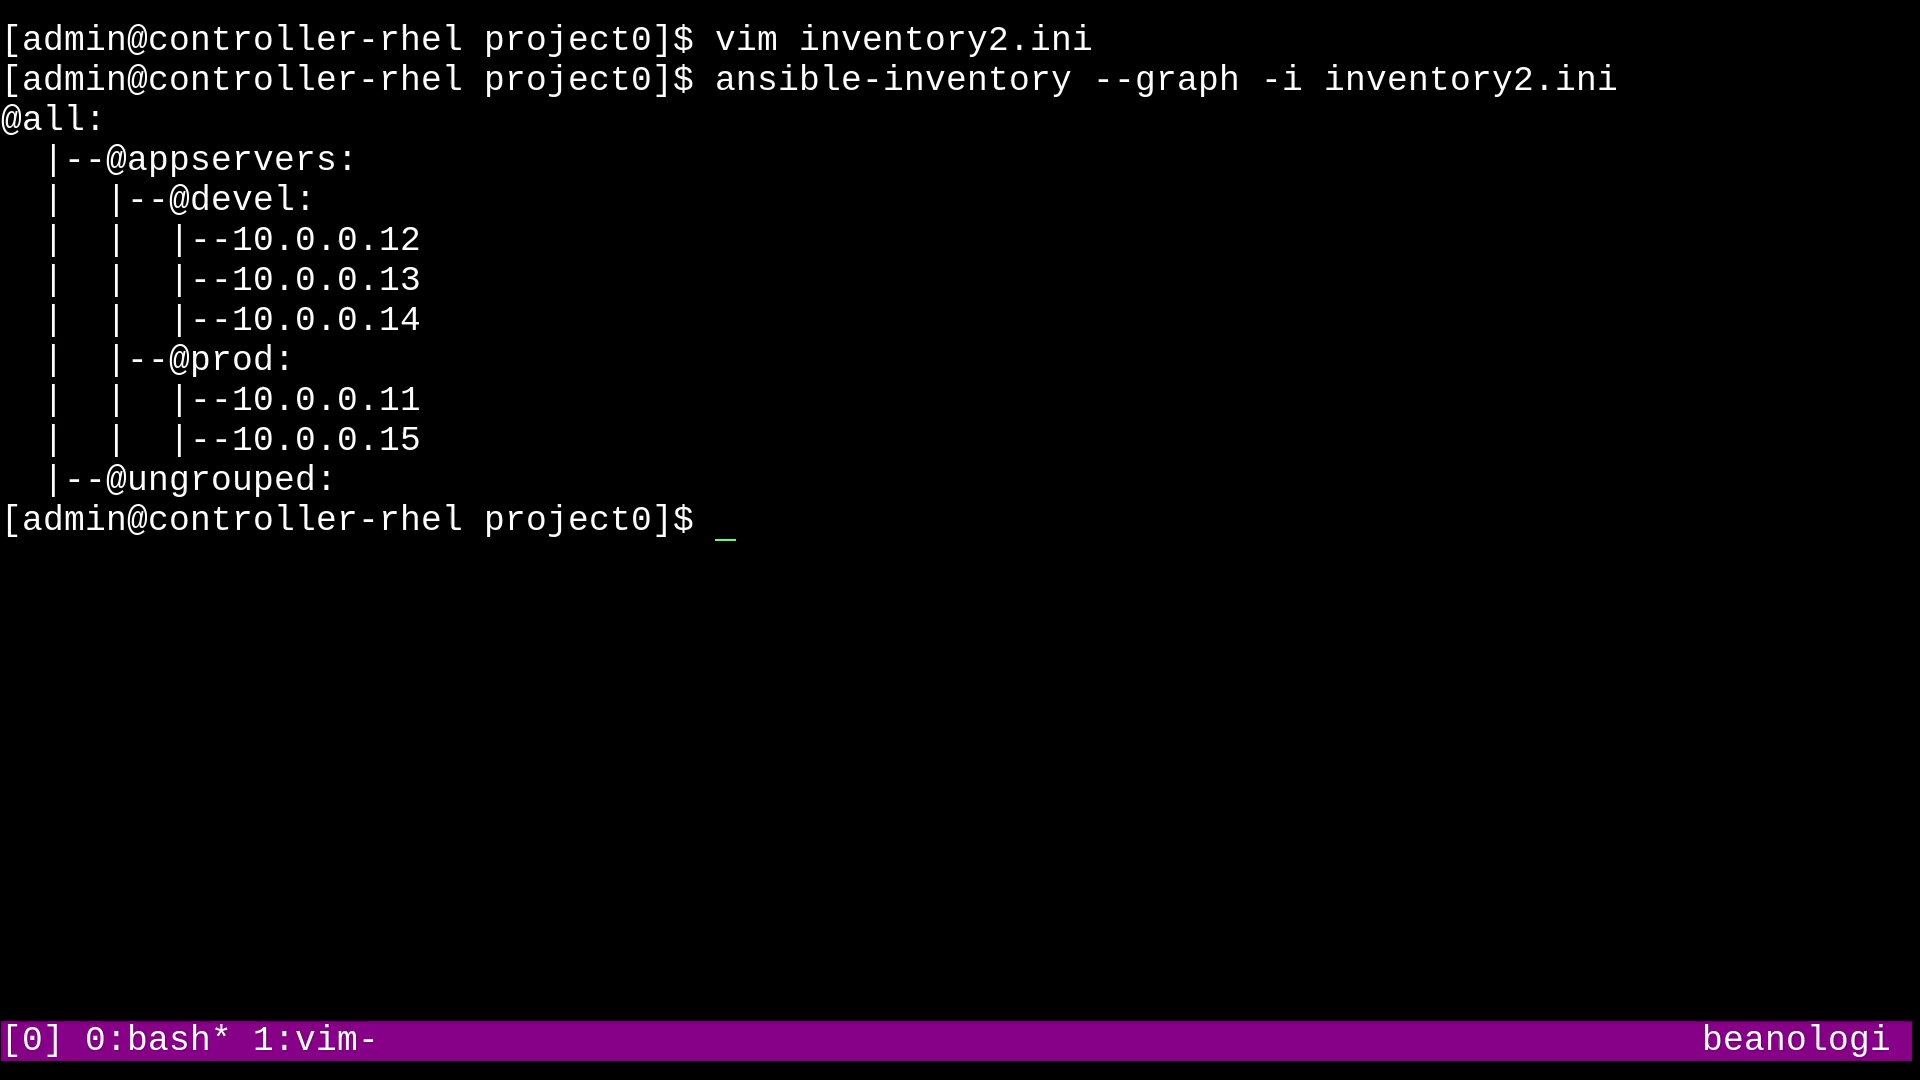 [admin@controller-rhel project0]$ vim inventory2.ini
[admin@controller-rhel project0]$ ansible-inventory --graph -i inventory2.ini
@all:
  |--@appservers:
  |  |--@devel:
  |  |  |--10.0.0.12
  |  |  |--10.0.0.13
  |  |  |--10.0.0.14
  |  |--@prod:
  |  |  |--10.0.0.11
  |  |  |--10.0.0.15
  |--@ungrouped:
[admin@controller-rhel project0]$ _
[0] 0:bash* 1:vim- beanologi